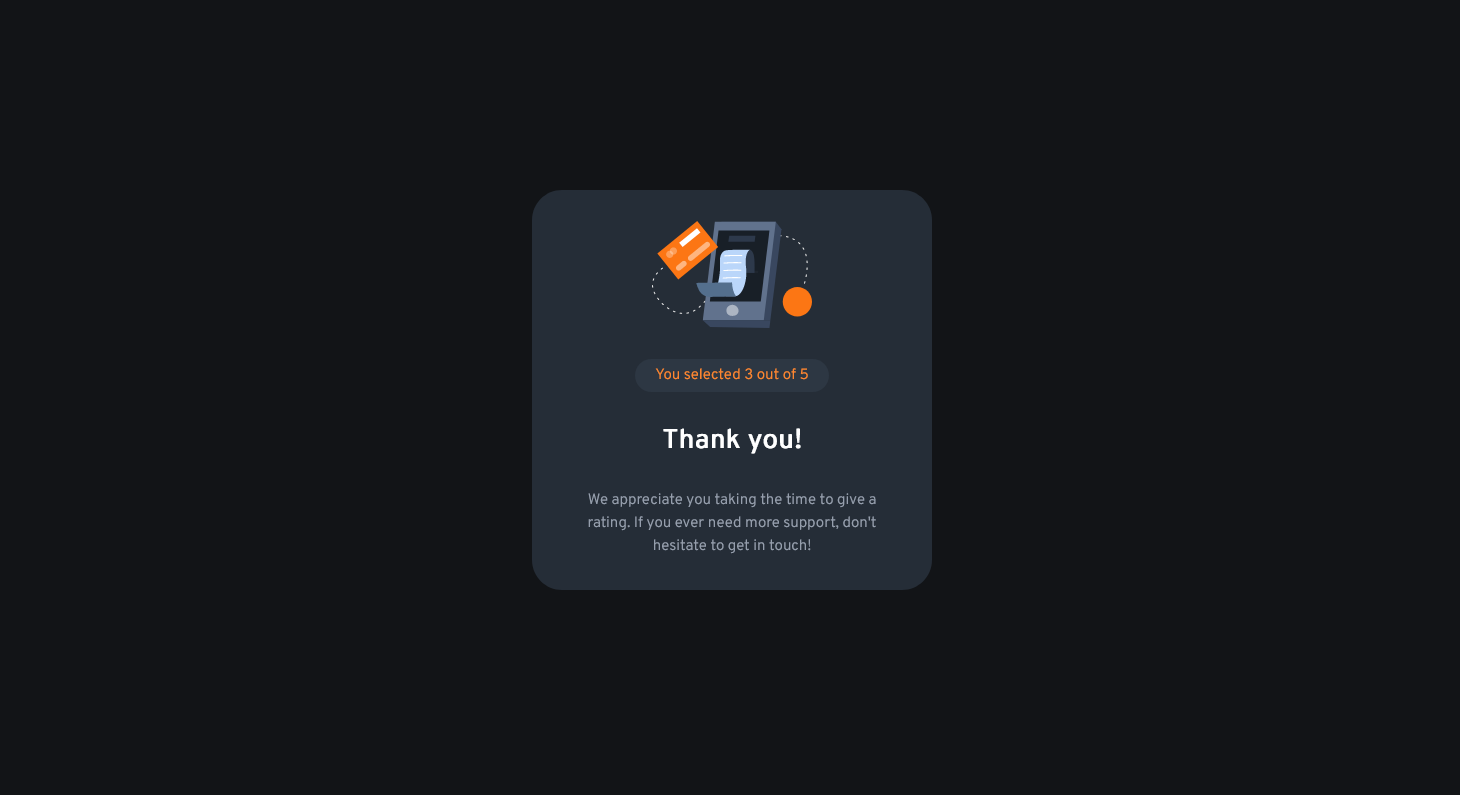 You selected 3 out of 5
Thank you!
We appreciate you taking the time to give a
rating. If you ever need more support, don't
hesitate to get in touch!